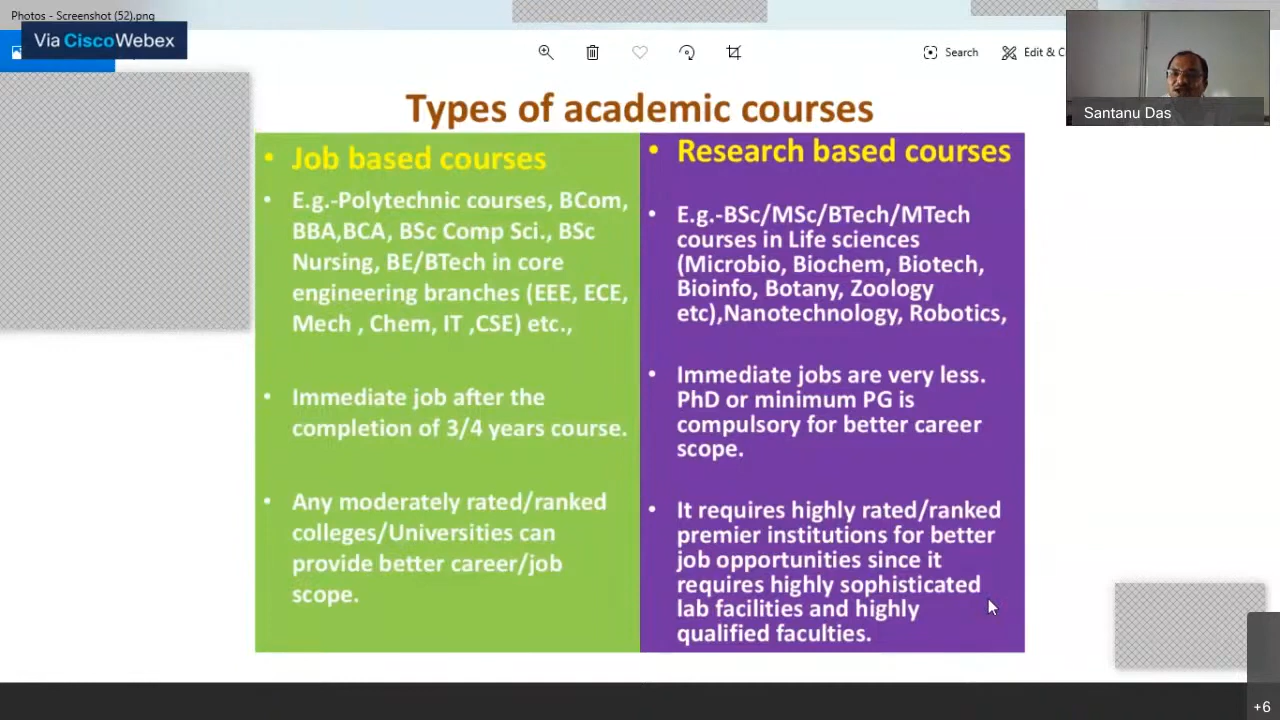 Photos - Screenshot (52).png
Via CiscoWebex
Search
Edit & C
Santanu Das
Types of academic courses
• Job based courses
• E.g.-Polytechnic courses, BCom,
BBA,BCA, BSc Comp Sci., BSc
Nursing, BE/BTech in core
engineering branches (EEE, ECE,
Mech , Chem, IT ,CSE) etc.,
• Immediate job after the
completion of 3/4 years course.
• Any moderately rated/ranked
colleges/Universities can
provide better career/job
scope.
• Research based courses
• E.g.-BSc/MSc/BTech/MTech
courses in Life sciences
(Microbio, Biochem, Biotech,
Bioinfo, Botany, Zoology
etc),Nanotechnology, Robotics,
• Immediate jobs are very less.
PhD or minimum PG is
compulsory for better career
scope.
• It requires highly rated/ranked
premier institutions for better
job opportunities since it
requires highly sophisticated
lab facilities and highly
qualified faculties.
+6